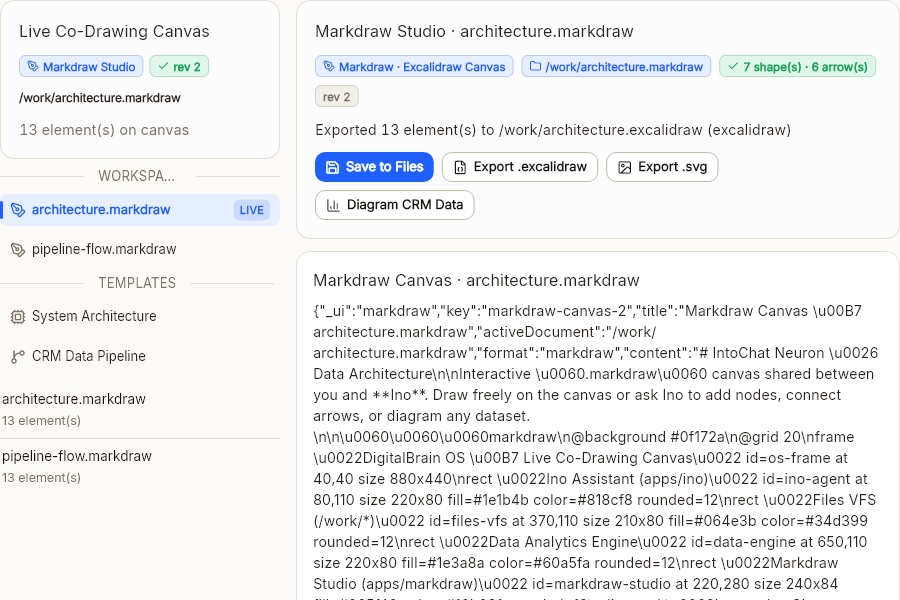 Live Co-Drawing Canvas
Markdraw Studio
rev 2
/work/architecture.markdraw
13 element(s) on canvas
WORKSPA...
architecture.markdraw
LIVE
pipeline-flow.markdraw
TEMPLATES
System Architecture
CRM Data Pipeline
architecture.markdraw
13 element(s)
pipeline-flow.markdraw
13 element(s)
Markdraw Studio · architecture.markdraw
Markdraw · Excalidraw Canvas
/work/architecture.markdraw
7 shape(s) · 6 arrow(s)
rev 2
Exported 13 element(s) to /work/architecture.excalidraw (excalidraw)
Save to Files
Export .excalidraw
Export .svg
Diagram CRM Data
Markdraw Canvas · architecture.markdraw
{"_ui":"markdraw","key":"markdraw-canvas-2","title":"Markdraw Canvas \u00B7
architecture.markdraw","activeDocument":"/work/
architecture.markdraw","format":"markdraw","content":"# IntoChat Neuron \u0026
Data Architecture\n\nInteractive \u0060.markdraw\u0060 canvas shared between
you and **Ino**. Draw freely on the canvas or ask Ino to add nodes, connect
arrows, or diagram any dataset.
\n\n\u0060\u0060\u0060markdraw\n@background #0f172a\n@grid 20\nframe
\u0022DigitalBrain OS \u00B7 Live Co-Drawing Canvas\u0022 id=os-frame at
40,40 size 880x440\nrect \u0022Ino Assistant (apps/ino)\u0022 id=ino-agent at
80,110 size 220x80 fill=#1e1b4b color=#818cf8 rounded=12\nrect \u0022Files VFS
(/work/*)\u0022 id=files-vfs at 370,110 size 210x80 fill=#064e3b color=#34d399
rounded=12\nrect \u0022Data Analytics Engine\u0022 id=data-engine at 650,110
size 220x80 fill=#1e3a8a color=#60a5fa rounded=12\nrect \u0022Markdraw
Studio (apps/markdraw)\u0022 id=markdraw-studio at 220,280 size 240x84